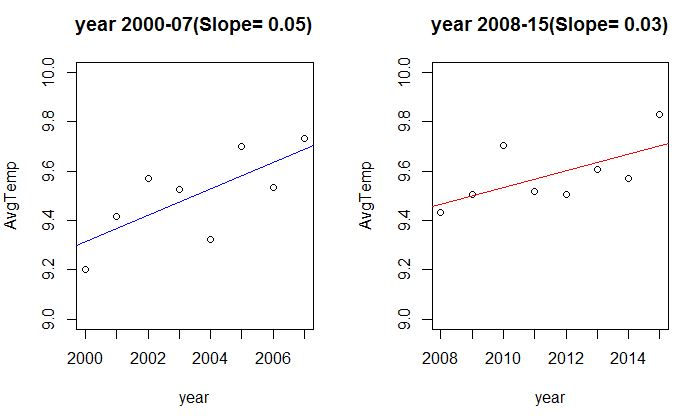 year 2000-07(Slope= 0.05)
AvgTemp
10.0
9.8
9.6
9.4
9.2
9.0
2000 2002 2004 2006
year
year 2008-15(Slope= 0.03)
AvgTemp
10.0
9.8
9.6
9.4
9.2
9.0
2008 2010 2012 2014
year